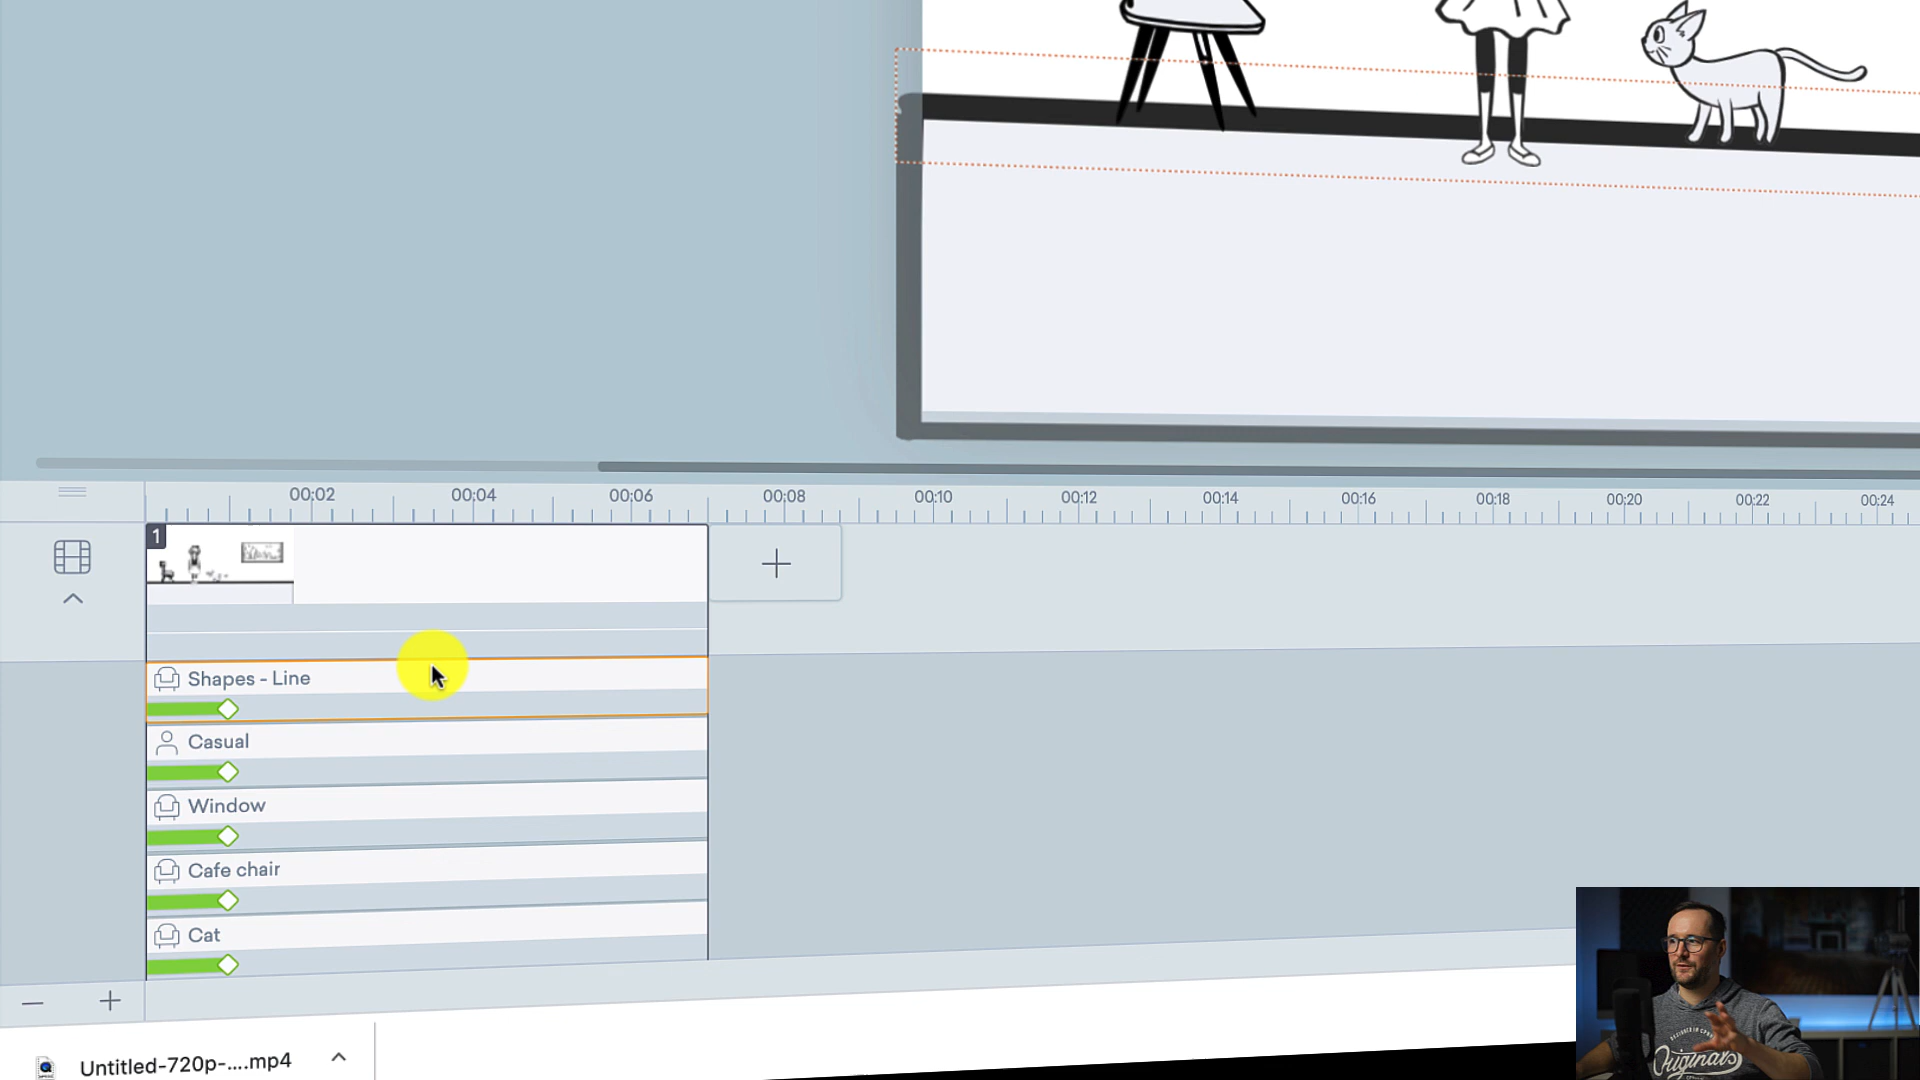 00:02 00:04 00:06 00:08 00:10 00:12 00:14 00:16 00:18 00:20 00:22 00:24
1
Shapes - Line
Casual
Window
Cafe chair
Cat
Untitled-720p-....mp4
Originals